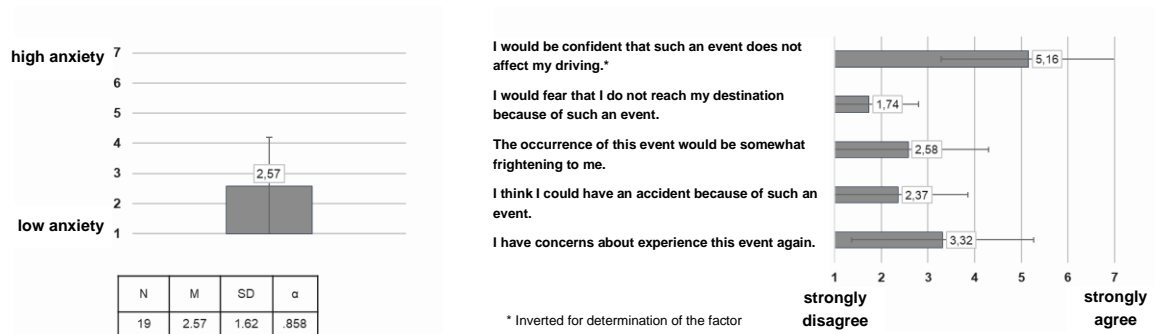 high anxiety 7
6
5
4
3
2,57
2
low anxiety 1
N M SD α
19 2.57 1.62 .858
I would be confident that such an event does not
affect my driving.*
5,16
I would fear that I do not reach my destination
because of such an event.
1,74
The occurrence of this event would be somewhat
frightening to me.
2,58
I think I could have an accident because of such an
event.
2,37
I have concerns about experience this event again.
3,32
1 2 3 4 5 6 7
strongly
disagree
strongly
agree
* Inverted for determination of the factor